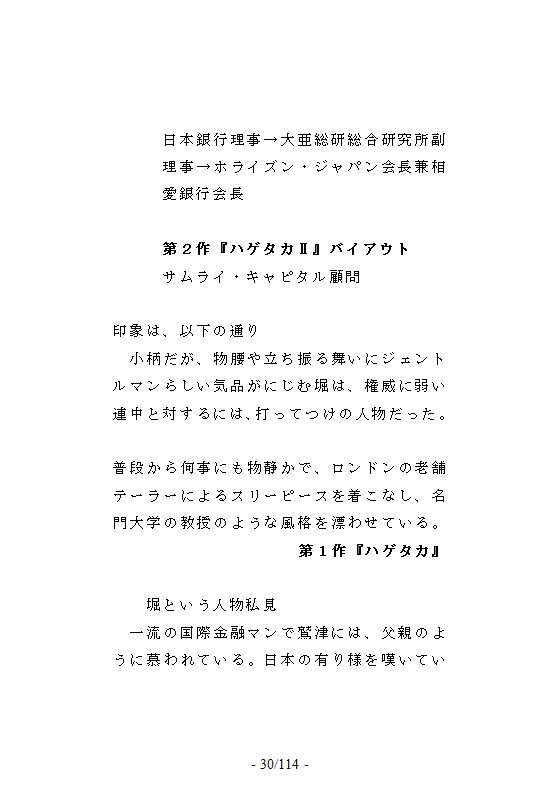 日本銀行理事→大亜総研総合研究所副
理事→ホライズン・ジャパン会長兼相
愛銀行会長
第２作『ハゲタカⅡ』バイアウト
サムライ・キャピタル顧問
印象は、以下の通り
小柄だが、物腰や立ち振る舞いにジェント
ルマンらしい気品がにじむ堀は、権威に弱い
連中と対するには、打ってつけの人物だった。
普段から何事にも物静かで、ロンドンの老舗
テーラーによるスリーピースを着こなし、名
門大学の教授のような風格を漂わせている。
第１作『ハゲタカ』
堀という人物私見
一流の国際金融マンで鷲津には、父親のよ
うに慕われている。日本の有り様を嘆いてい
- 30/114 -